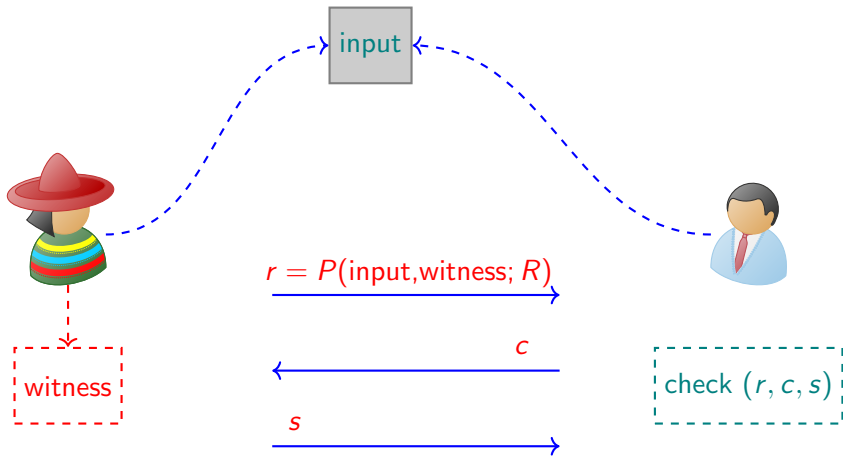 input
r = P(input,witness; R)
c
witness
check (r, c, s)
s